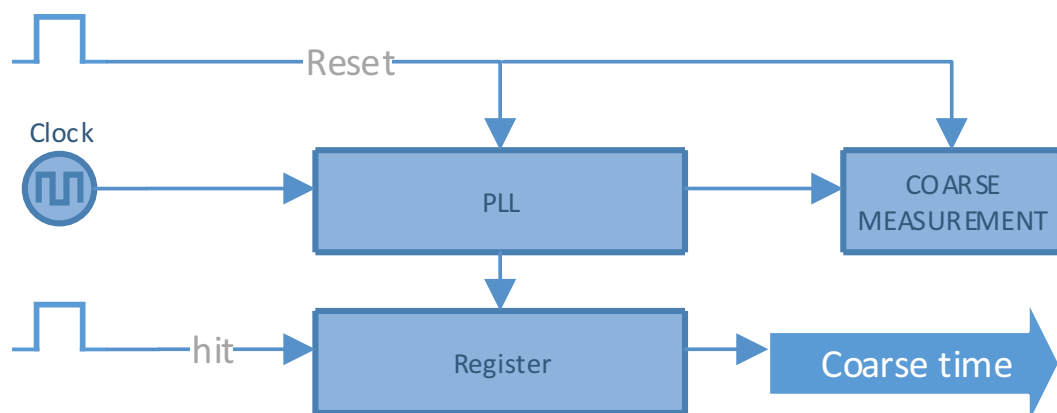 Reset
Clock
PLL
COARSE
MEASUREMENT
hit
Register
Coarse time